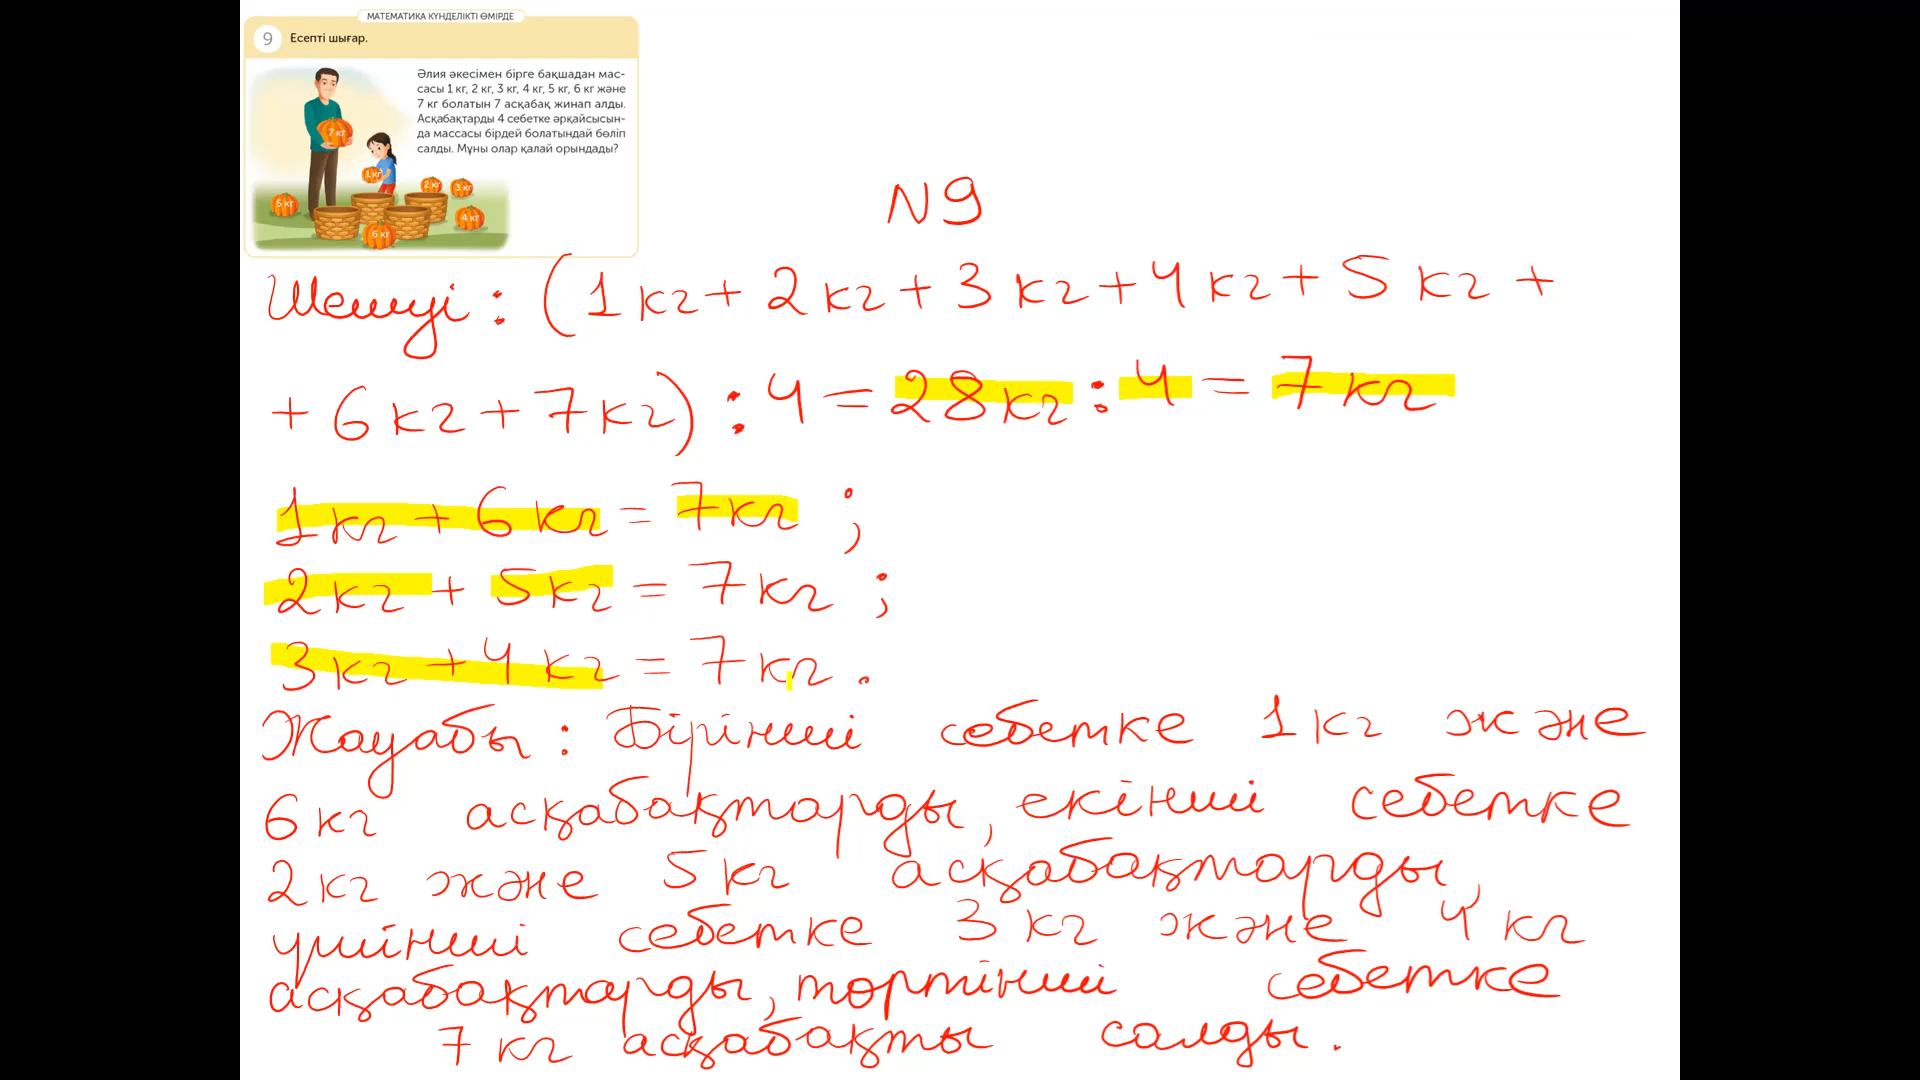 МАТЕМАТИКА КҮНДЕЛІКТІ ӨМІРДЕ
9 Есепті шығар.
Әлия әкесімен бірге бақшадан мас-
сасы 1 кг, 2 кг, 3 кг, 4 кг, 5 кг, 6 кг және
7 кг болатын 7 асқабақ жинап алды.
Асқабақтарды 4 себетке әрқайсысын-
да массасы бірдей болатындай бөліп
салды. Мұны олар қалай орындады?
7 кг
1 кг
2 кг
3 кг
5 кг
4 кг
6 кг
N 9
Шешуі: (1 кг + 2 кг + 3 кг + 4 кг + 5 кг +
+ 6 кг + 7 кг) : 4 = 28 кг : 4 = 7 кг
1 кг + 6 кг = 7 кг ;
2 кг + 5 кг = 7 кг ;
3 кг + 4 кг = 7 кг .
Жауабы: Бірінші себетке 1 кг және
6 кг асқабақтарды, екінші себетке
2 кг және 5 кг асқабақтарды,
үшінші себетке 3 кг және 4 кг
асқабақтарды, төртінші себетке
7 кг асқабақты салды.